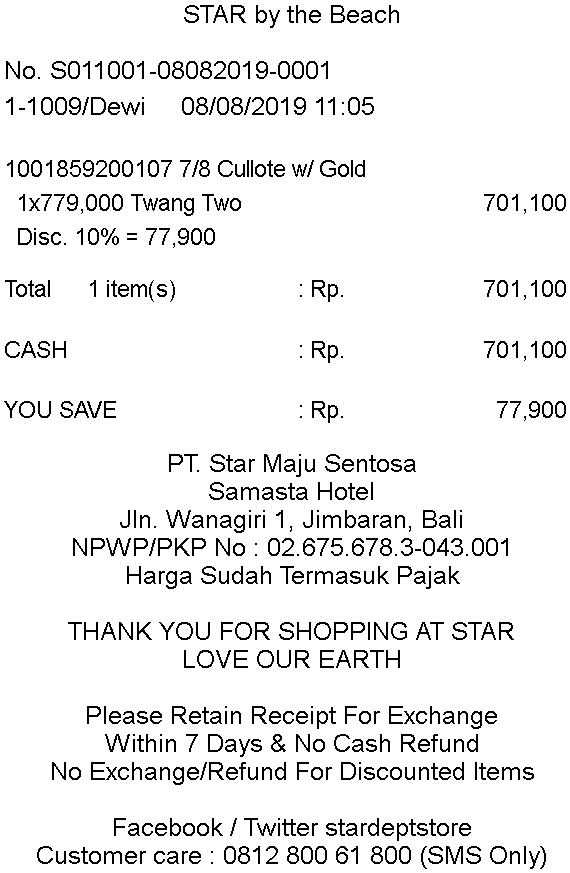 STAR by the Beach
No. S011001-08082019-0001
1-1009/Dewi 08/08/2019 11:05
1001859200107 7/8 Cullote w/ Gold
1x779,000 Twang Two 701,100
Disc. 10% = 77,900
Total 1 item(s) : Rp. 701,100
CASH : Rp. 701,100
YOU SAVE : Rp. 77,900
PT. Star Maju Sentosa
Samasta Hotel
Jln. Wanagiri 1, Jimbaran, Bali
NPWP/PKP No : 02.675.678.3-043.001
Harga Sudah Termasuk Pajak
THANK YOU FOR SHOPPING AT STAR
LOVE OUR EARTH
Please Retain Receipt For Exchange
Within 7 Days & No Cash Refund
No Exchange/Refund For Discounted Items
Facebook / Twitter stardeptstore
Customer care : 0812 800 61 800 (SMS Only)